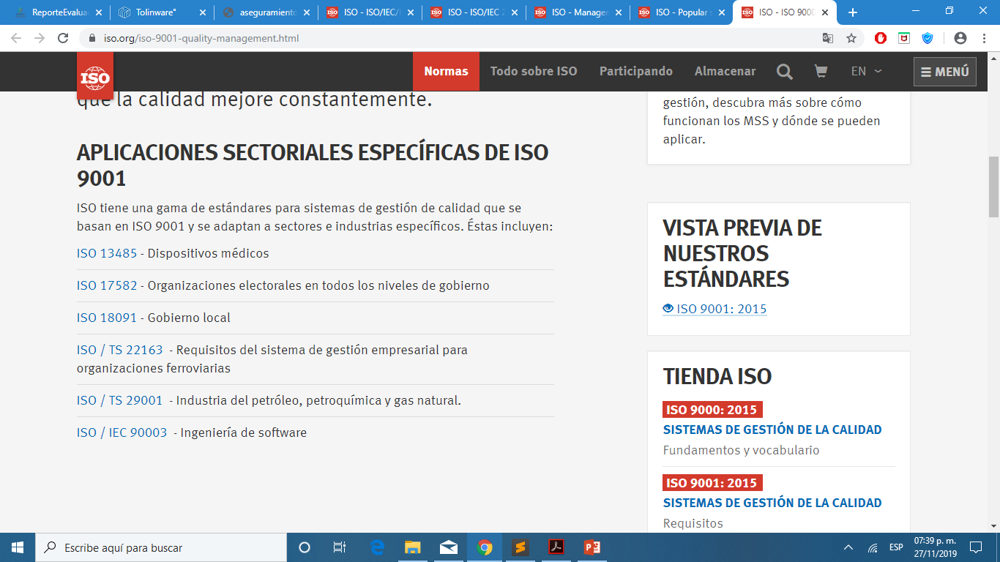 ReporteEvalua
Tolinware°
aseguramiento
ISO - ISO/IEC/I
ISO - ISO/IEC 2
ISO - Manager
ISO - Popular s
ISO - ISO 9000
iso.org/iso-9001-quality-management.html
ISO
Normas
Todo sobre ISO
Participando
Almacenar
EN
MENÚ
que la calidad mejore constantemente.
APLICACIONES SECTORIALES ESPECÍFICAS DE ISO
9001
ISO tiene una gama de estándares para sistemas de gestión de calidad que se
basan en ISO 9001 y se adaptan a sectores e industrias específicos. Éstas incluyen:
ISO 13485 - Dispositivos médicos
ISO 17582 - Organizaciones electorales en todos los niveles de gobierno
ISO 18091 - Gobierno local
ISO / TS 22163 - Requisitos del sistema de gestión empresarial para
organizaciones ferroviarias
ISO / TS 29001 - Industria del petróleo, petroquímica y gas natural.
ISO / IEC 90003 - Ingeniería de software
gestión, descubra más sobre cómo
funcionan los MSS y dónde se pueden
aplicar.
VISTA PREVIA DE
NUESTROS
ESTÁNDARES
ISO 9001: 2015
TIENDA ISO
ISO 9000: 2015
SISTEMAS DE GESTIÓN DE LA CALIDAD
Fundamentos y vocabulario
ISO 9001: 2015
SISTEMAS DE GESTIÓN DE LA CALIDAD
Requisitos
Escribe aquí para buscar
ESP
07:39 p. m.
27/11/2019